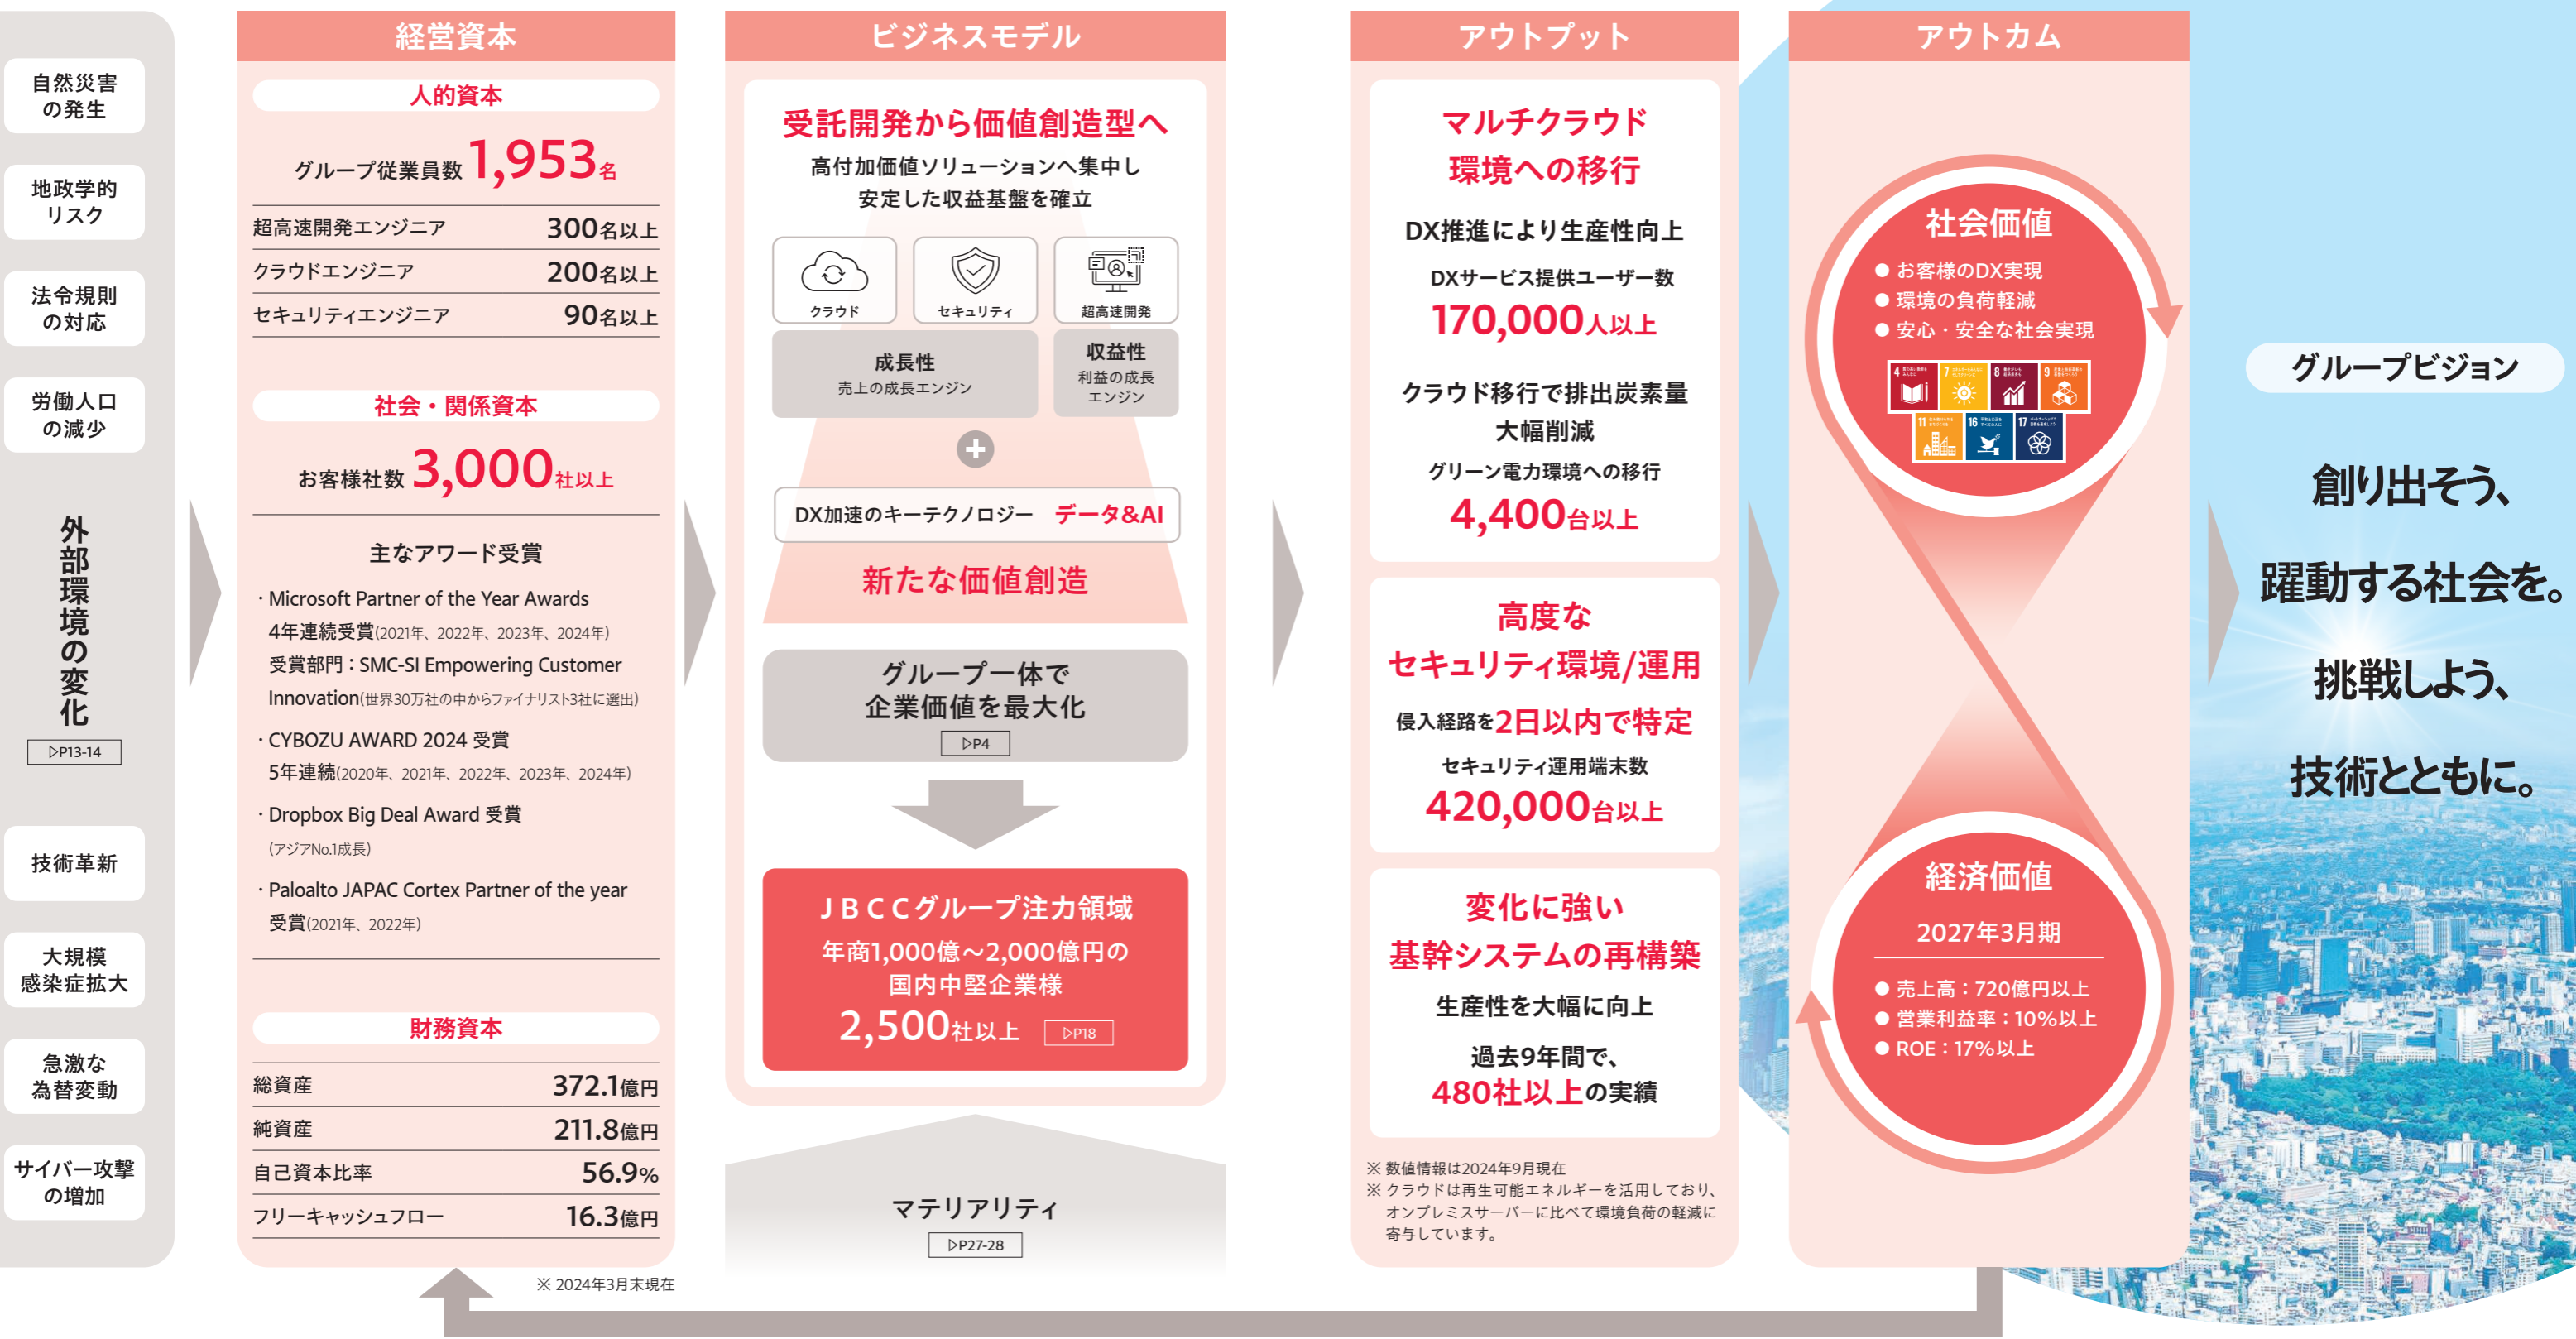 自然災害
の発生
地政学的
リスク
法令規則
の対応
労働人口
の減少
外部環境の変化
▷P13-14
技術革新
大規模
感染症拡大
急激な
為替変動
サイバー攻撃
の増加
経営資本
人的資本
グループ従業員数 1,953名
超高速開発エンジニア 300名以上
クラウドエンジニア 200名以上
セキュリティエンジニア 90名以上
社会・関係資本
お客様社数 3,000社以上
主なアワード受賞
・Microsoft Partner of the Year Awards
4年連続受賞(2021年、2022年、2023年、2024年)
受賞部門：SMC-SI Empowering Customer
Innovation(世界30万社の中からファイナリスト3社に選出)
・CYBOZU AWARD 2024 受賞
5年連続(2020年、2021年、2022年、2023年、2024年)
・Dropbox Big Deal Award 受賞
(アジアNo.1成長)
・Paloalto JAPAC Cortex Partner of the year
受賞(2021年、2022年)
財務資本
総資産 372.1億円
純資産 211.8億円
自己資本比率 56.9%
フリーキャッシュフロー 16.3億円
※ 2024年3月末現在
ビジネスモデル
受託開発から価値創造型へ
高付加価値ソリューションへ集中し
安定した収益基盤を確立
クラウド セキュリティ 超高速開発
成長性
売上の成長エンジン
収益性
利益の成長
エンジン
DX加速のキーテクノロジー データ&AI
新たな価値創造
グループ一体で
企業価値を最大化
▷P4
JBCCグループ注力領域
年商1,000億～2,000億円の
国内中堅企業様
2,500社以上 ▷P18
マテリアリティ
▷P27-28
アウトプット
マルチクラウド
環境への移行
DX推進により生産性向上
DXサービス提供ユーザー数
170,000人以上
クラウド移行で排出炭素量
大幅削減
グリーン電力環境への移行
4,400台以上
高度な
セキュリティ環境/運用
侵入経路を2日以内で特定
セキュリティ運用端末数
420,000台以上
変化に強い
基幹システムの再構築
生産性を大幅に向上
過去9年間で、
480社以上の実績
※ 数値情報は2024年9月現在
※ クラウドは再生可能エネルギーを活用しており、
オンプレミスサーバーに比べて環境負荷の軽減に
寄与しています。
アウトカム
社会価値
● お客様のDX実現
● 環境の負荷軽減
● 安心・安全な社会実現
4 7 8 9
11 16 17
経済価値
2027年3月期
● 売上高：720億円以上
● 営業利益率：10%以上
● ROE：17%以上
グループビジョン
創り出そう、
躍動する社会を。
挑戦しよう、
技術とともに。